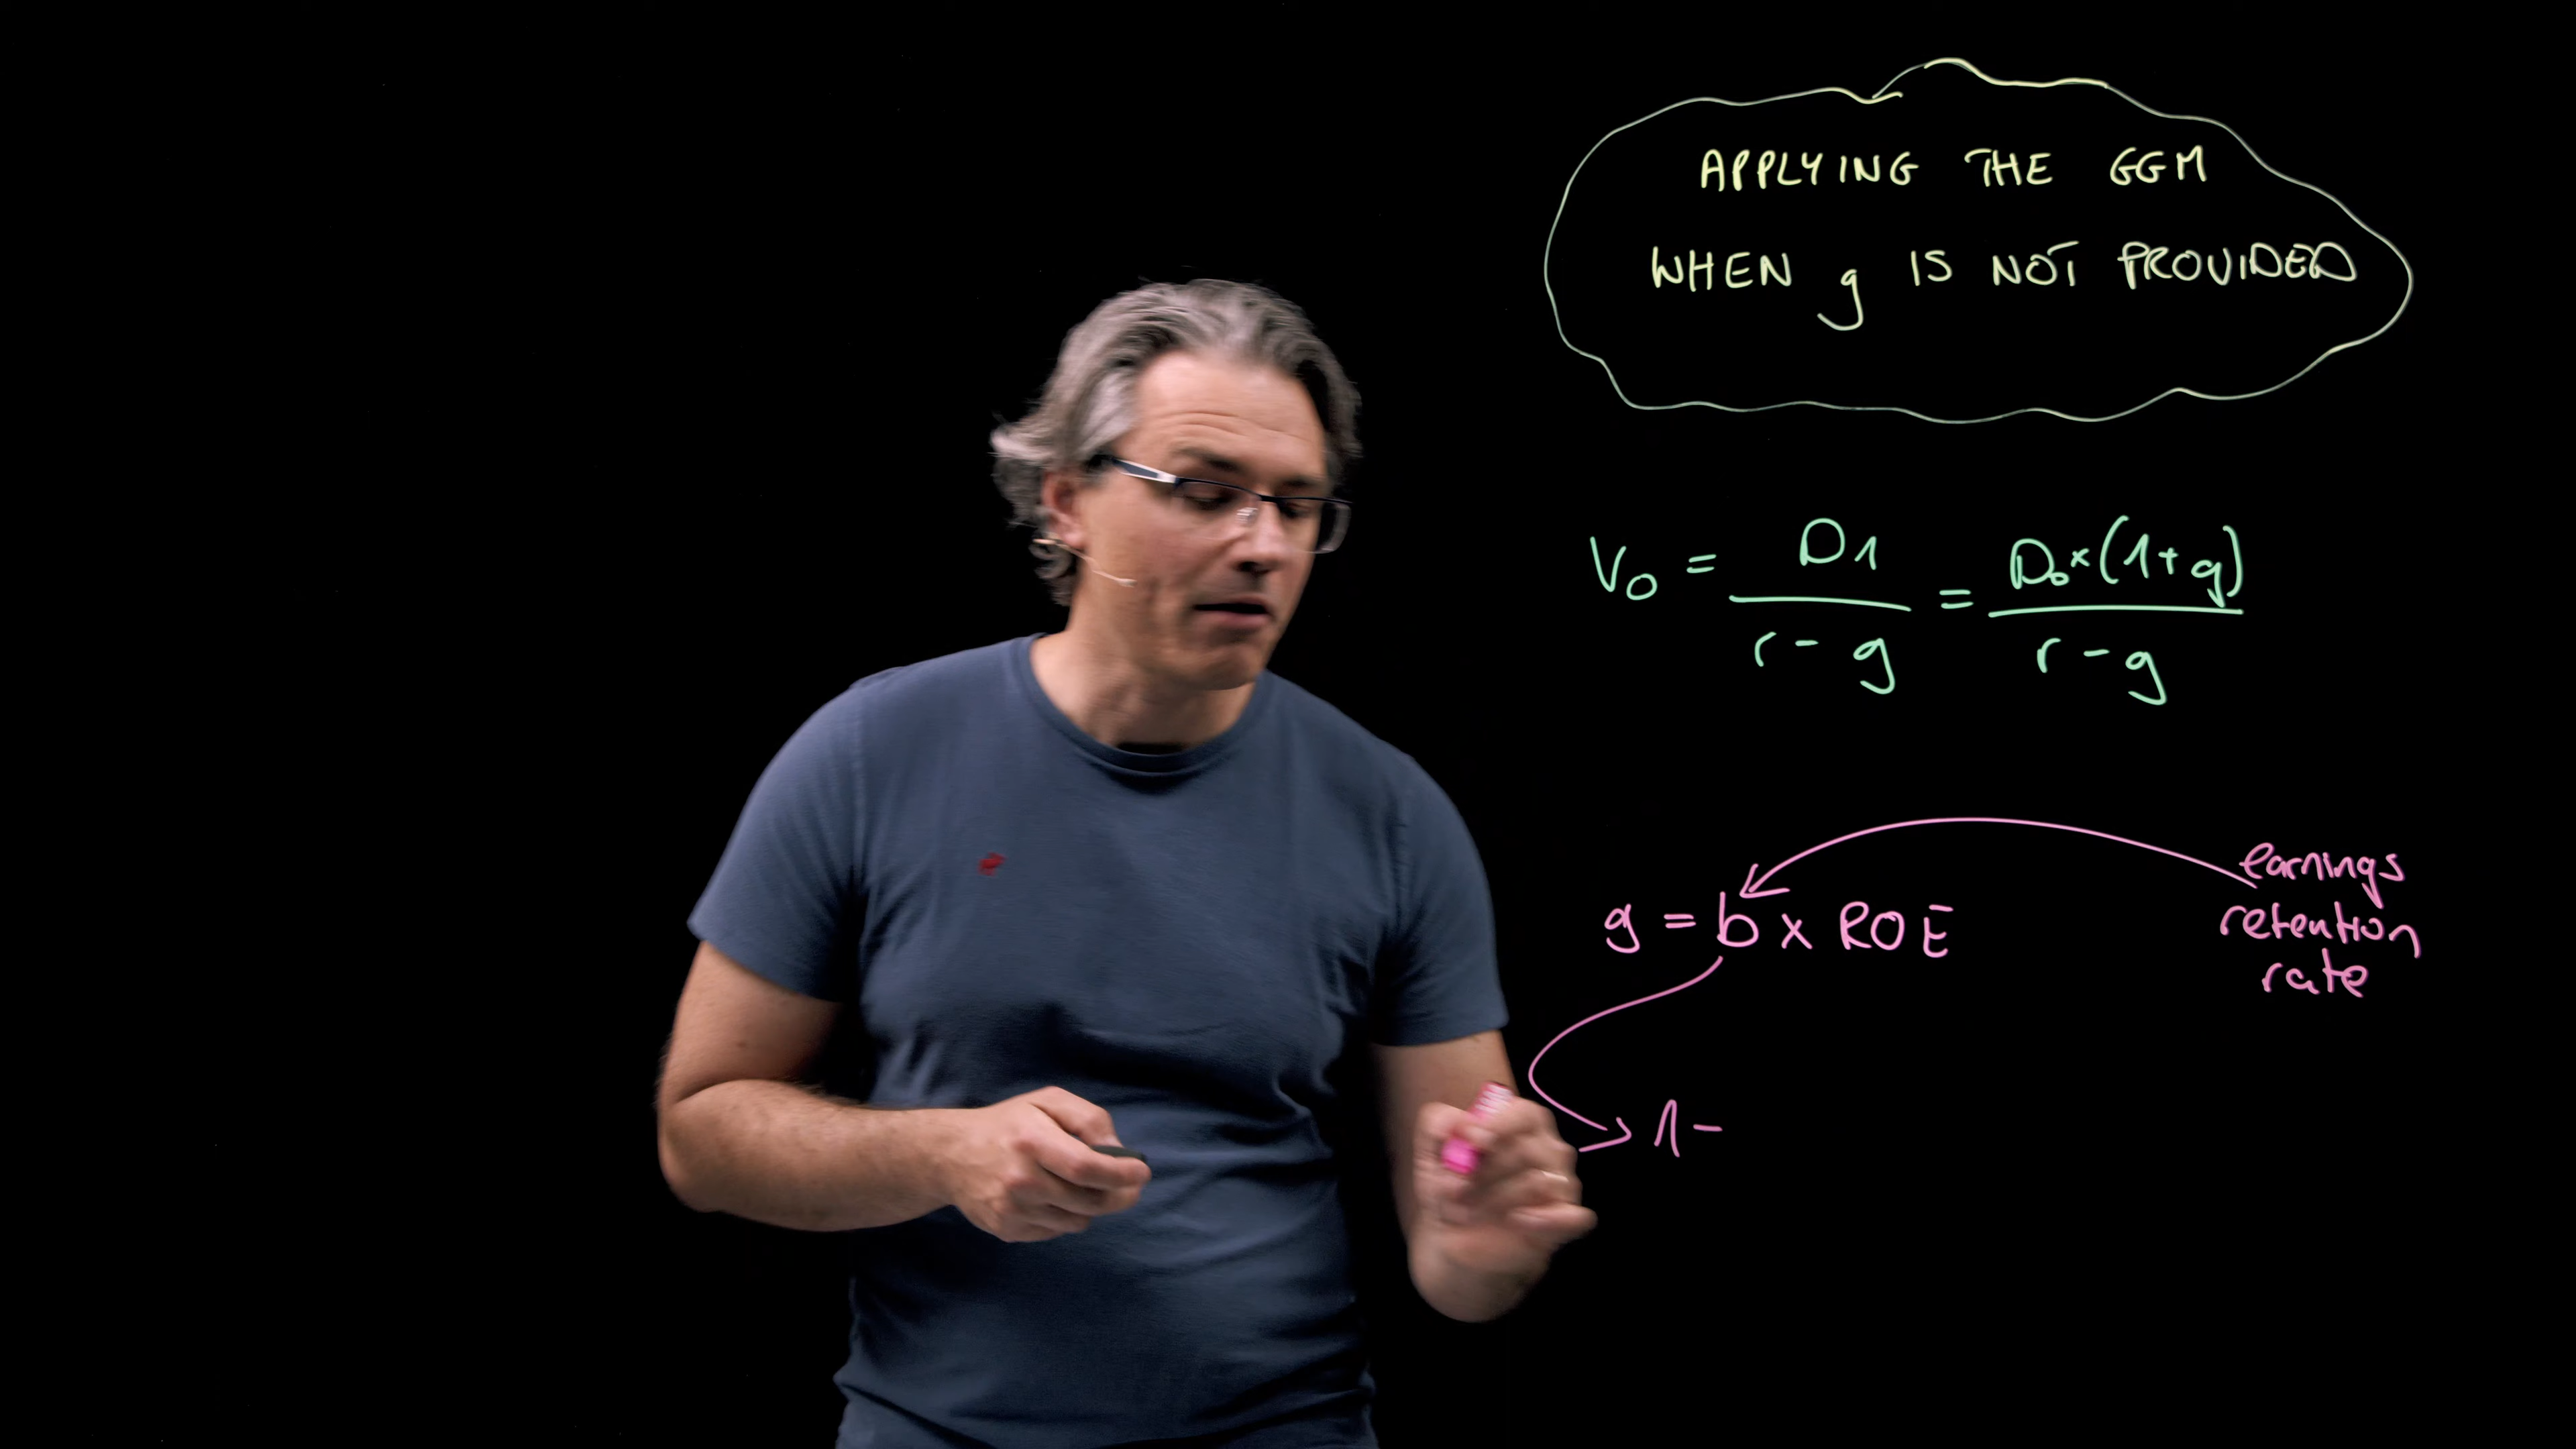 APPLYING THE GGM
WHEN g IS NOT PROVIDED
V0 = D1 / (r - g) = D0 × (1 + g) / (r - g)
earnings
retention
rate
g = b x ROE
1 -